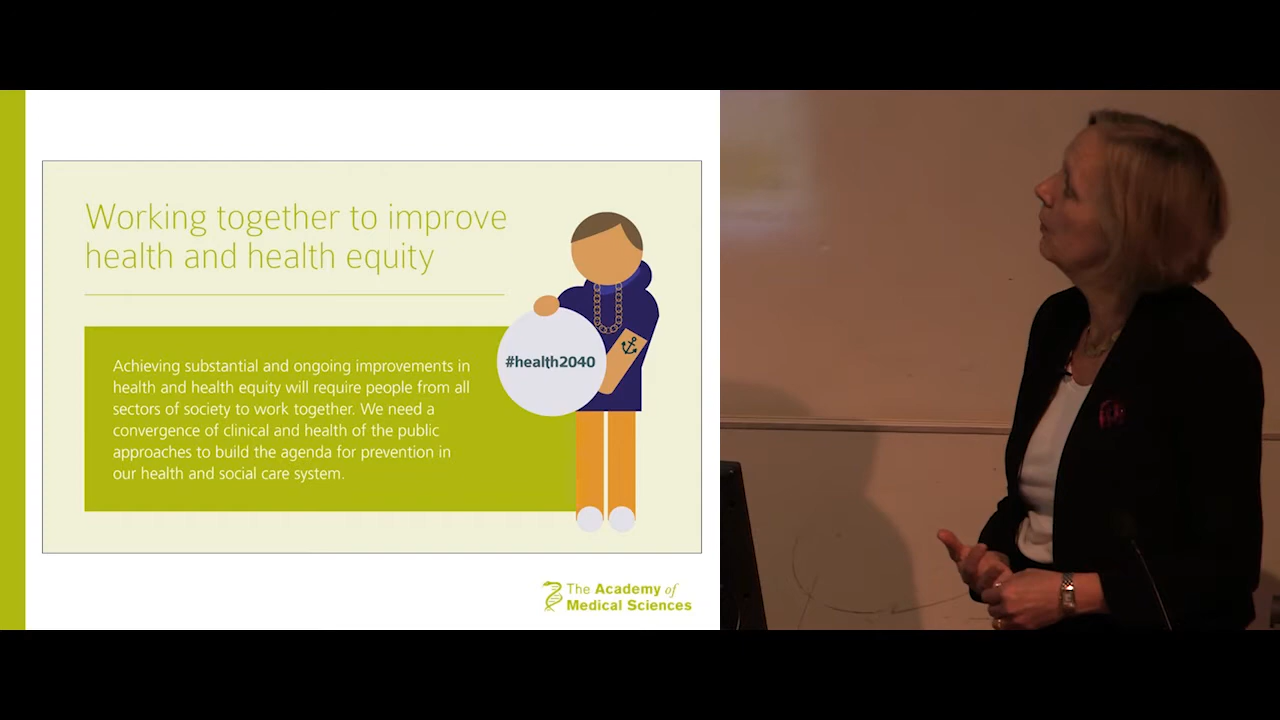 Working together to improve
health and health equity
Achieving substantial and ongoing improvements in
health and health equity will require people from all
sectors of society to work together. We need a
convergence of clinical and health of the public
approaches to build the agenda for prevention in
our health and social care system.
#health2040
The Academy of
Medical Sciences